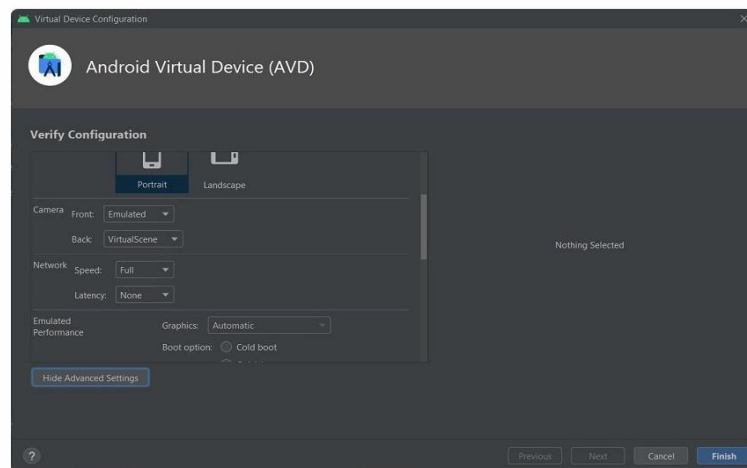 Virtual Device Configuration
Android Virtual Device (AVD)
Verify Configuration
Portrait Landscape
Camera Front: Emulated
Back: VirtualScene
Nothing Selected
Network Speed: Full
Latency: None
Emulated Performance
Graphics: Automatic
Boot option: Cold boot
Hide Advanced Settings
? Previous Next Cancel Finish